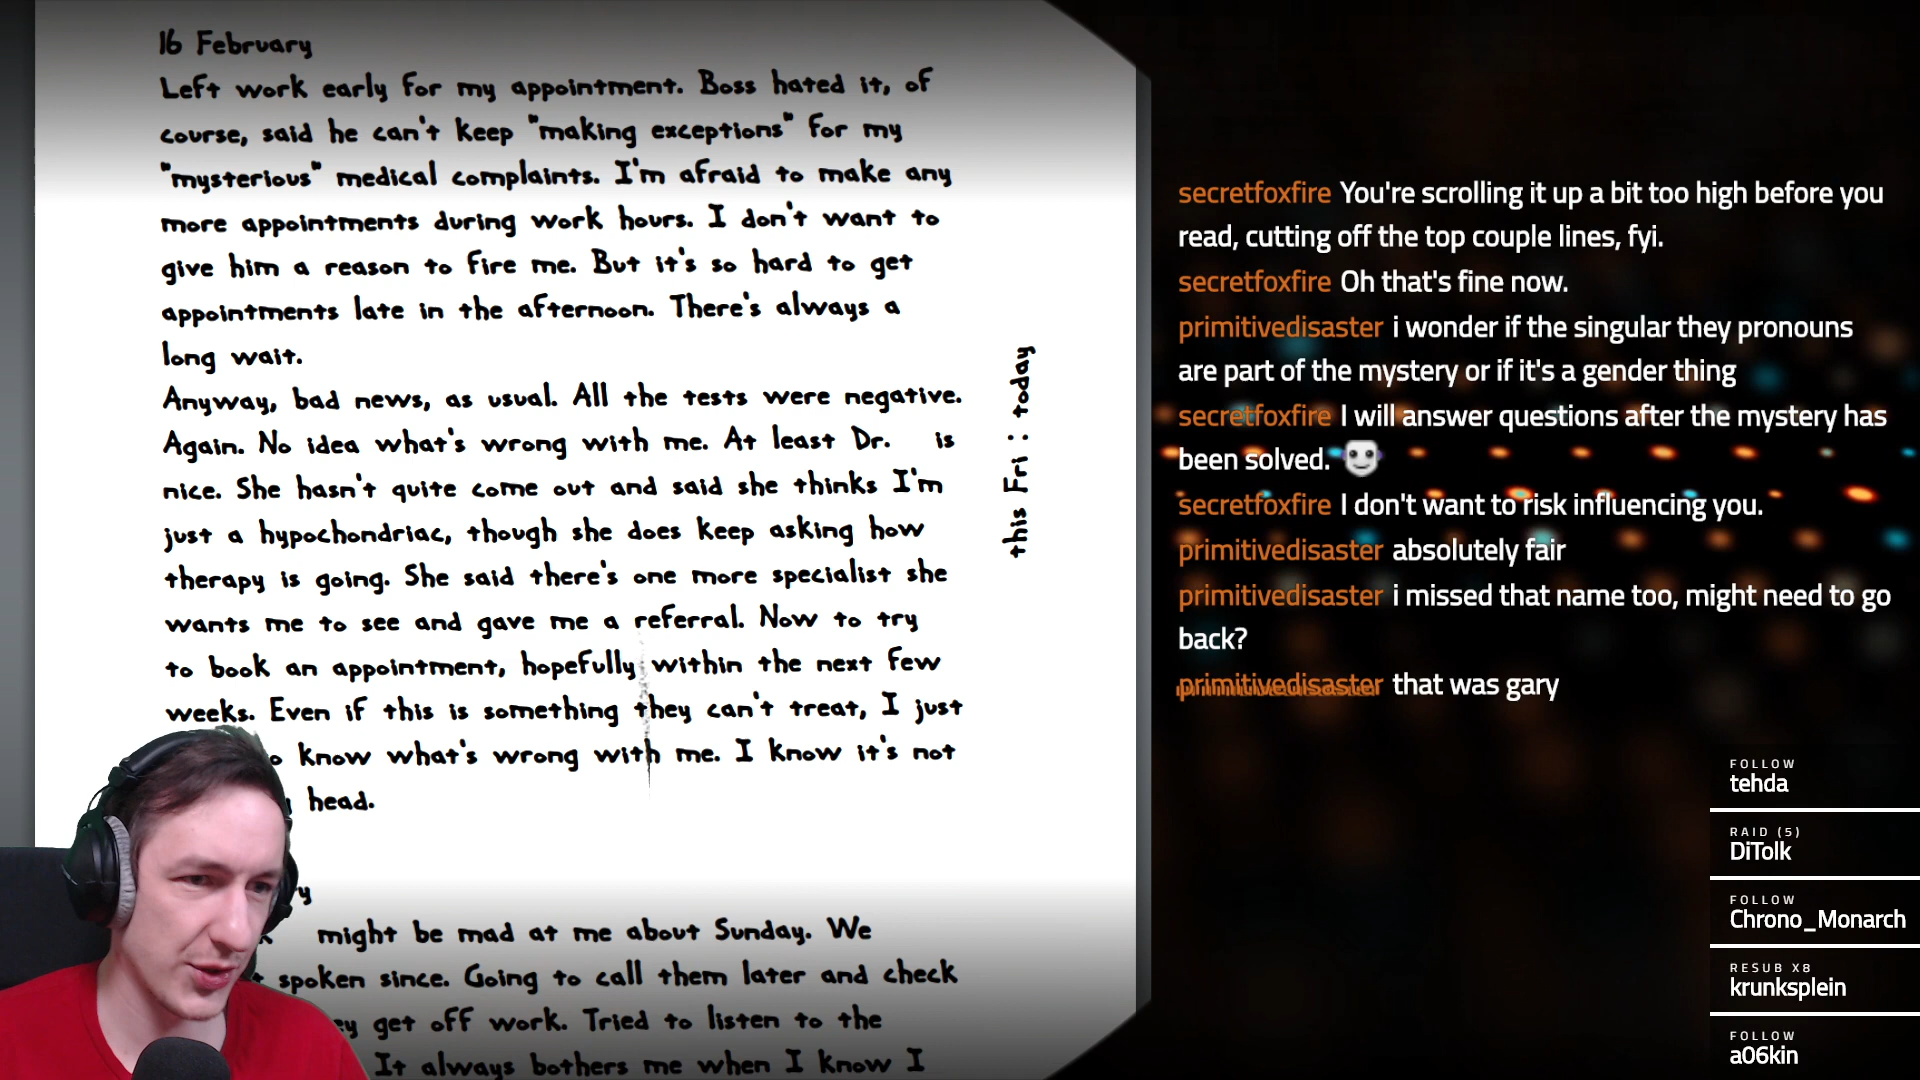 16 February
Left work early for my appointment. Boss hated it, of
course, said he can't keep "making exceptions" for my
"mysterious" medical complaints. I'm afraid to make any
more appointments during work hours. I don't want to
give him a reason to fire me. But it's so hard to get
appointments late in the afternoon. There's always a
long wait.
Anyway, bad news, as usual. All the tests were negative.
Again. No idea what's wrong with me. At least Dr. is
nice. She hasn't quite come out and said she thinks I'm
just a hypochondriac, though she does keep asking how
therapy is going. She said there's one more specialist she
wants me to see and gave me a referral. Now to try
to book an appointment, hopefully within the next few
weeks. Even if this is something they can't treat, I just
know what's wrong with me. I know it's not
head.
might be mad at me about Sunday. We
spoken since. Going to call them later and check
get off work. Tried to listen to the
It always bothers me when I know I
this Fri : today
secretfoxfire You're scrolling it up a bit too high before you
read, cutting off the top couple lines, fyi.
secretfoxfire Oh that's fine now.
primitivedisaster i wonder if the singular they pronouns
are part of the mystery or if it's a gender thing
secretfoxfire I will answer questions after the mystery has
been solved.
secretfoxfire I don't want to risk influencing you.
primitivedisaster absolutely fair
primitivedisaster i missed that name too, might need to go
back?
primitivedisaster that was gary
FOLLOW
tehda
RAID (5)
DiTolk
FOLLOW
Chrono_Monarch
RESUB X8
krunksplein
FOLLOW
a06kin